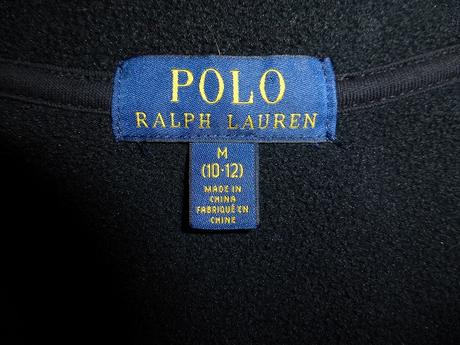 POLO
RALPH LAUREN
M
(10-12)
MADE IN
CHINA
FABRIQUÉ EN
CHINE